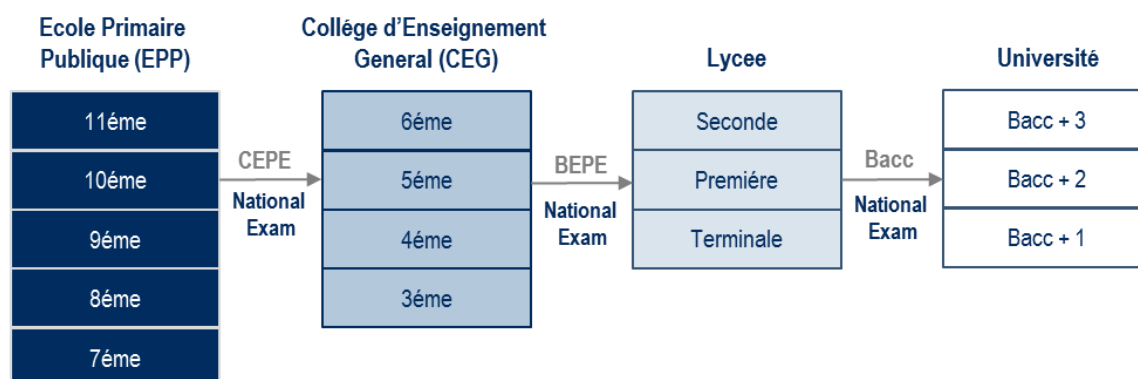 Ecole Primaire
Publique (EPP)
11éme
10éme
9éme
8éme
7éme
CEPE
National
Exam
Collége d'Enseignement
General (CEG)
6éme
5éme
4éme
3éme
BEPE
National
Exam
Lycee
Seconde
Premiére
Terminale
Bacc
National
Exam
Université
Bacc + 3
Bacc + 2
Bacc + 1